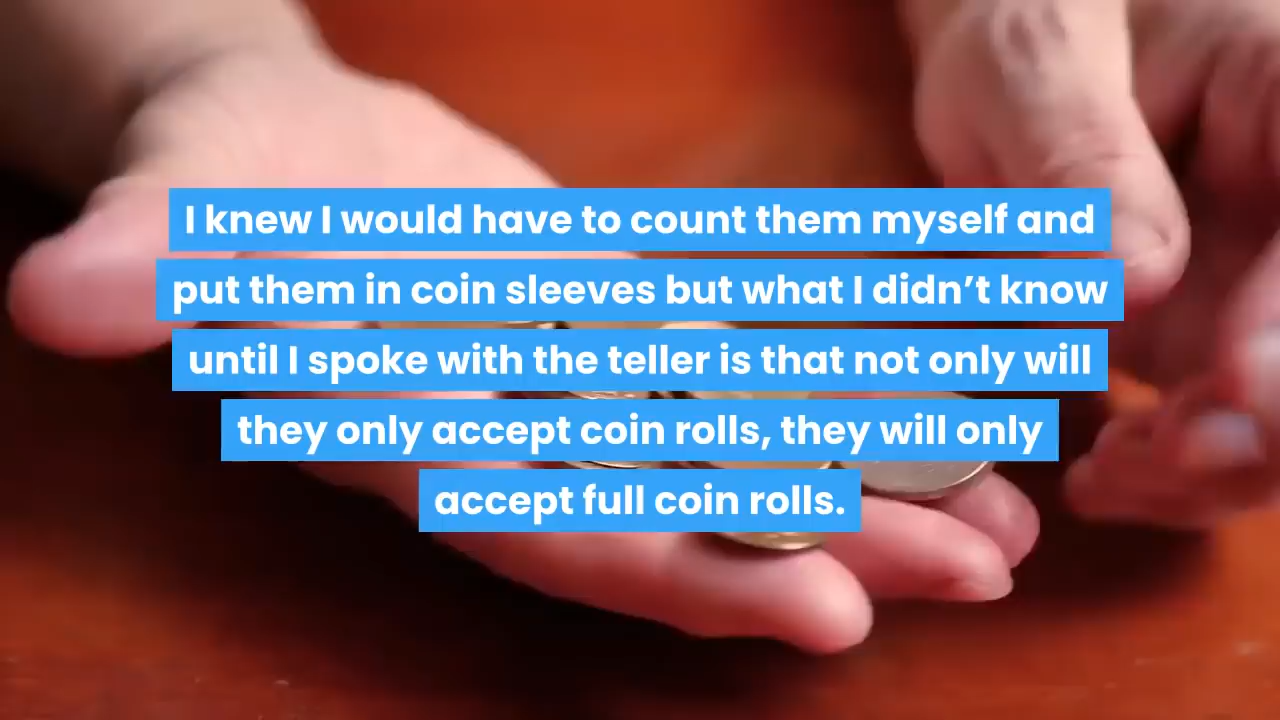 I knew I would have to count them myself and
put them in coin sleeves but what I didn’t know
until I spoke with the teller is that not only will
they only accept coin rolls, they will only
accept full coin rolls.